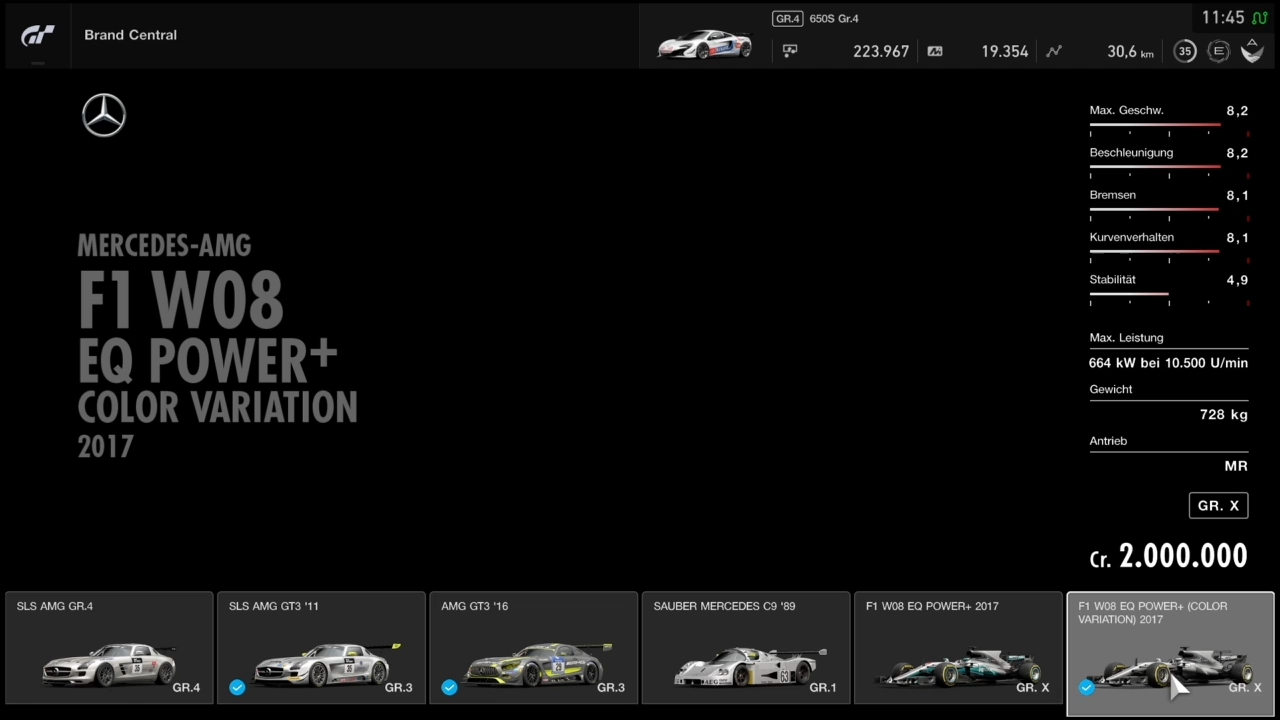 Brand Central
GR.4 650S Gr.4
223.967
19.354
30,6 km
35
E
11:45
MERCEDES-AMG
F1 W08
EQ POWER+
COLOR VARIATION
2017
Max. Geschw. 8,2
Beschleunigung 8,2
Bremsen 8,1
Kurvenverhalten 8,1
Stabilität 4,9
Max. Leistung
664 kW bei 10.500 U/min
Gewicht
728 kg
Antrieb
MR
GR. X
Cr. 2.000.000
SLS AMG GR.4
GR.4
SLS AMG GT3 '11
GR.3
AMG GT3 '16
GR.3
SAUBER MERCEDES C9 '89
63
GR.1
F1 W08 EQ POWER+ 2017
GR. X
F1 W08 EQ POWER+ (COLOR
VARIATION) 2017
GR. X